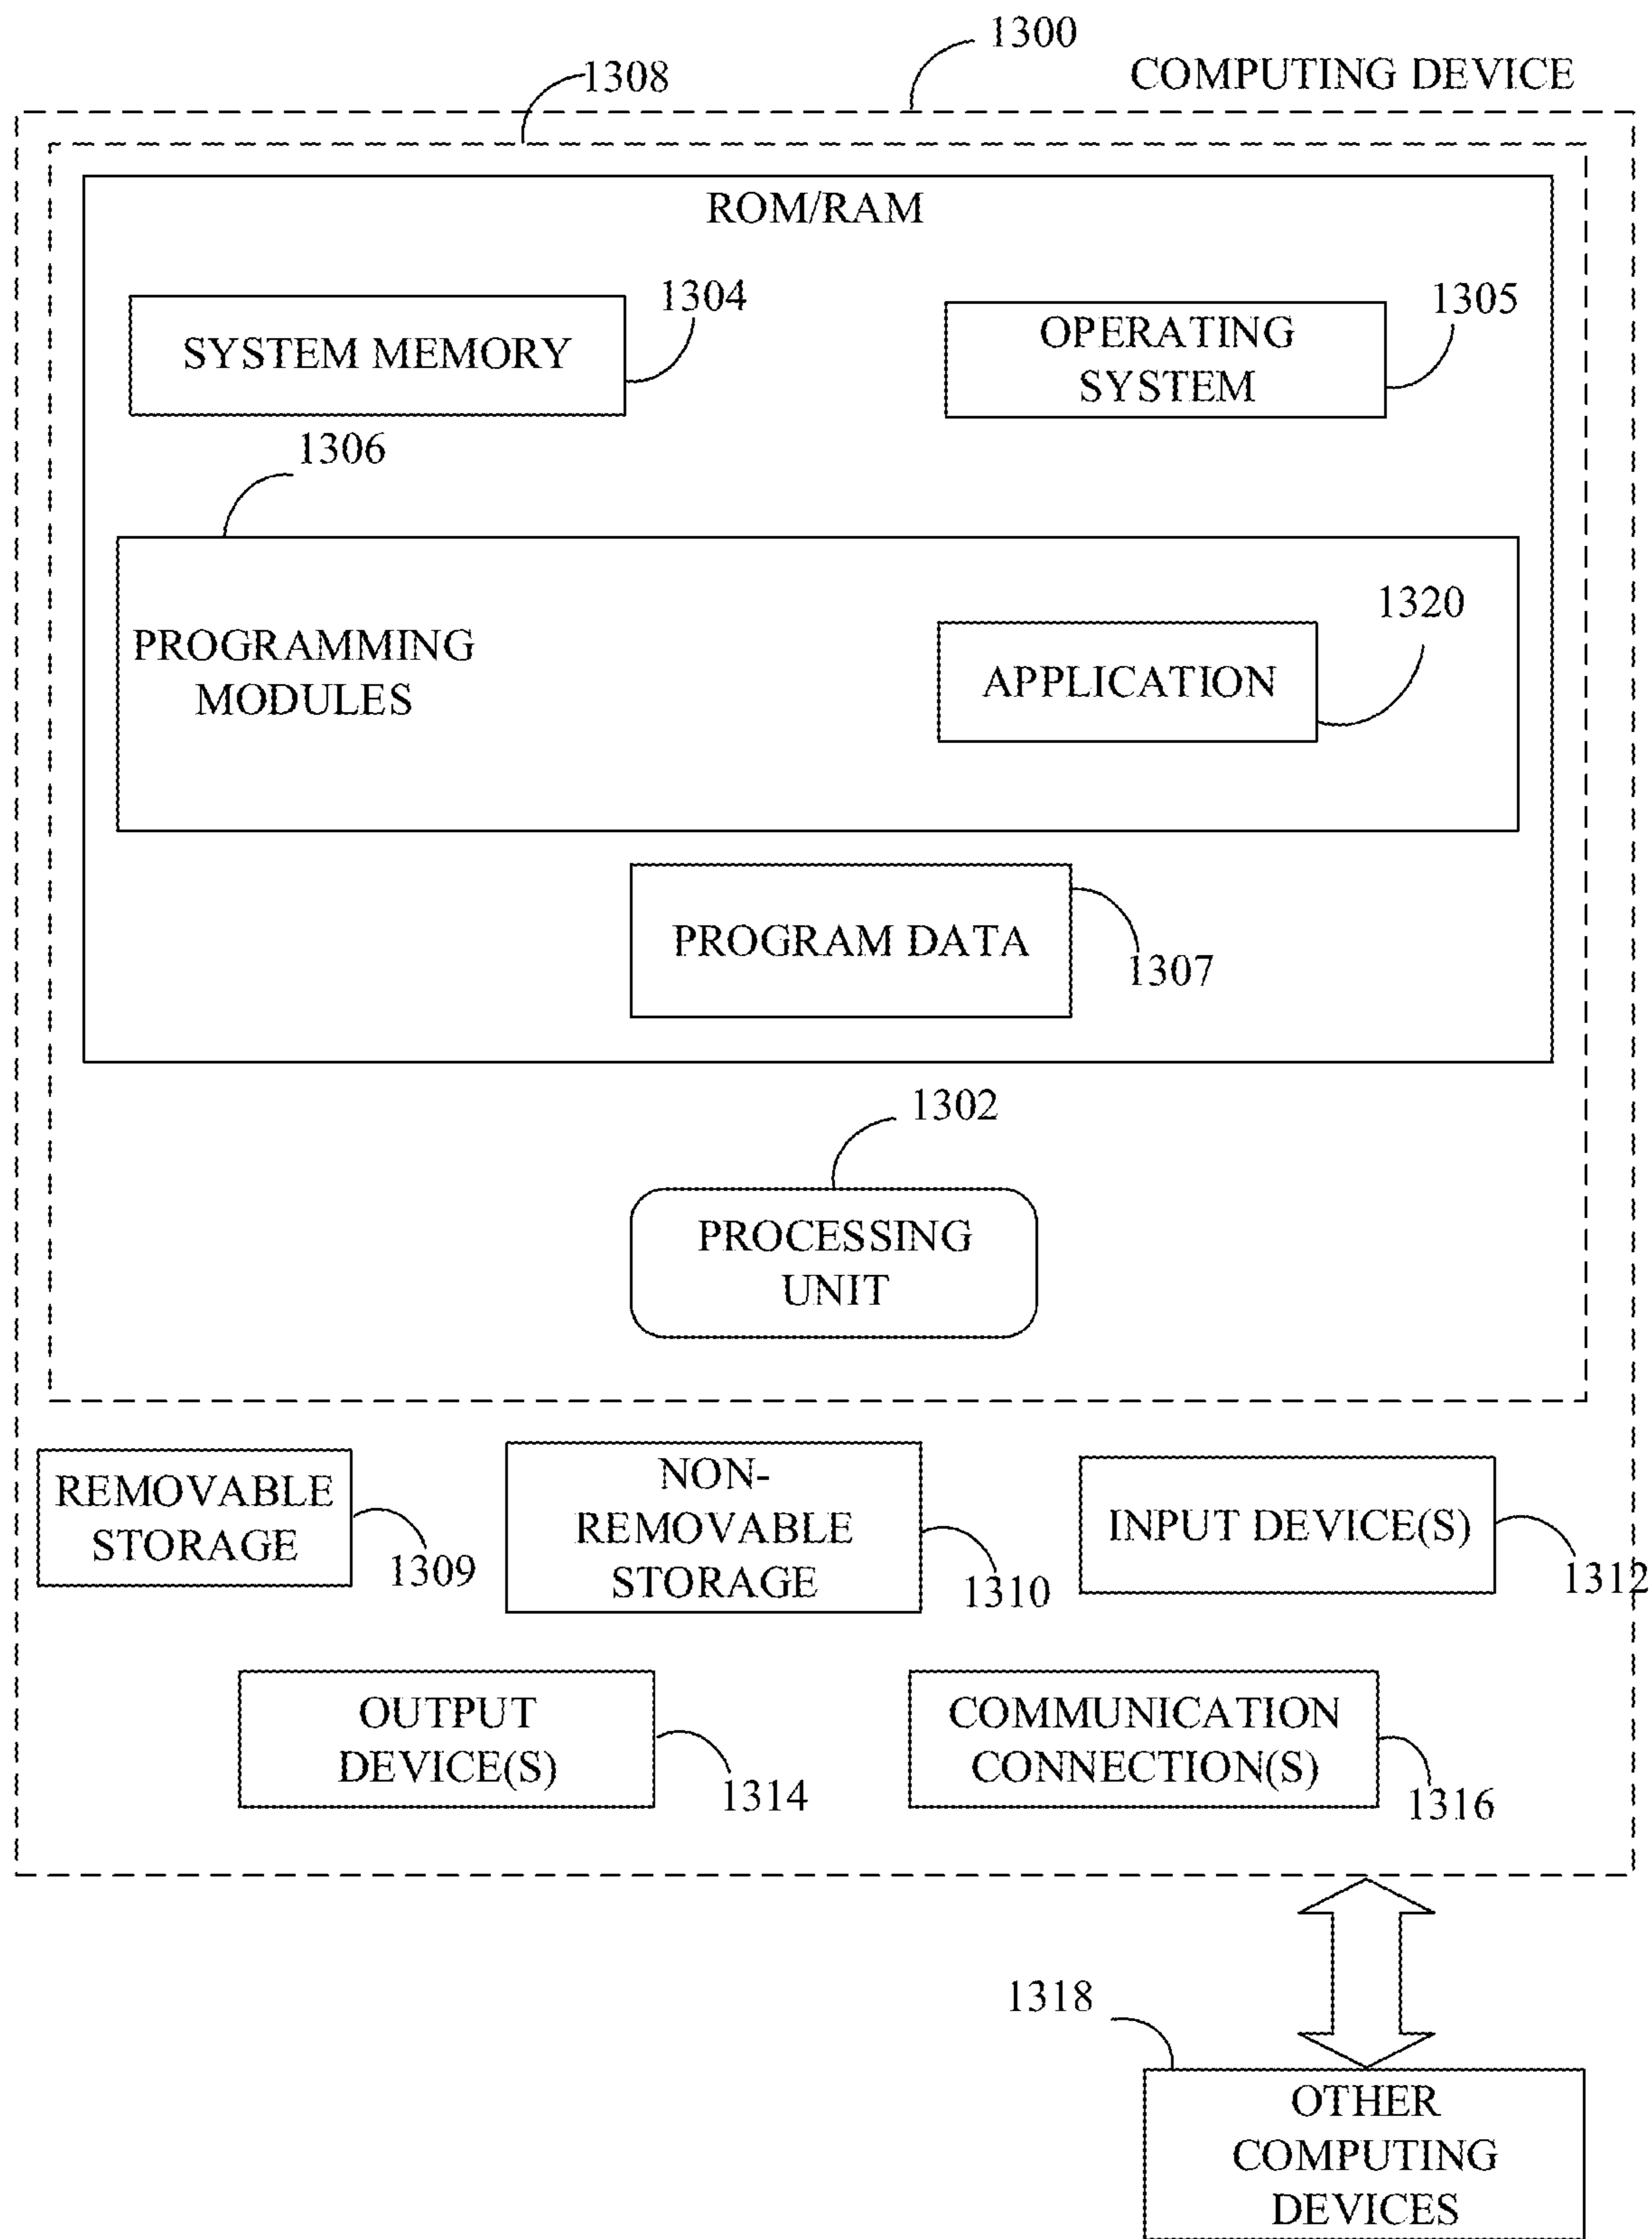 1300
COMPUTING DEVICE
1308
ROM/RAM
1304
SYSTEM MEMORY
1305
OPERATING
SYSTEM
1306
PROGRAMMING
MODULES
1320
APPLICATION
PROGRAM DATA
1307
1302
PROCESSING
UNIT
REMOVABLE
STORAGE
1309
NON-
REMOVABLE
STORAGE
1310
INPUT DEVICE(S)
1312
OUTPUT
DEVICE(S)
1314
COMMUNICATION
CONNECTION(S)
1316
1318
OTHER
COMPUTING
DEVICES